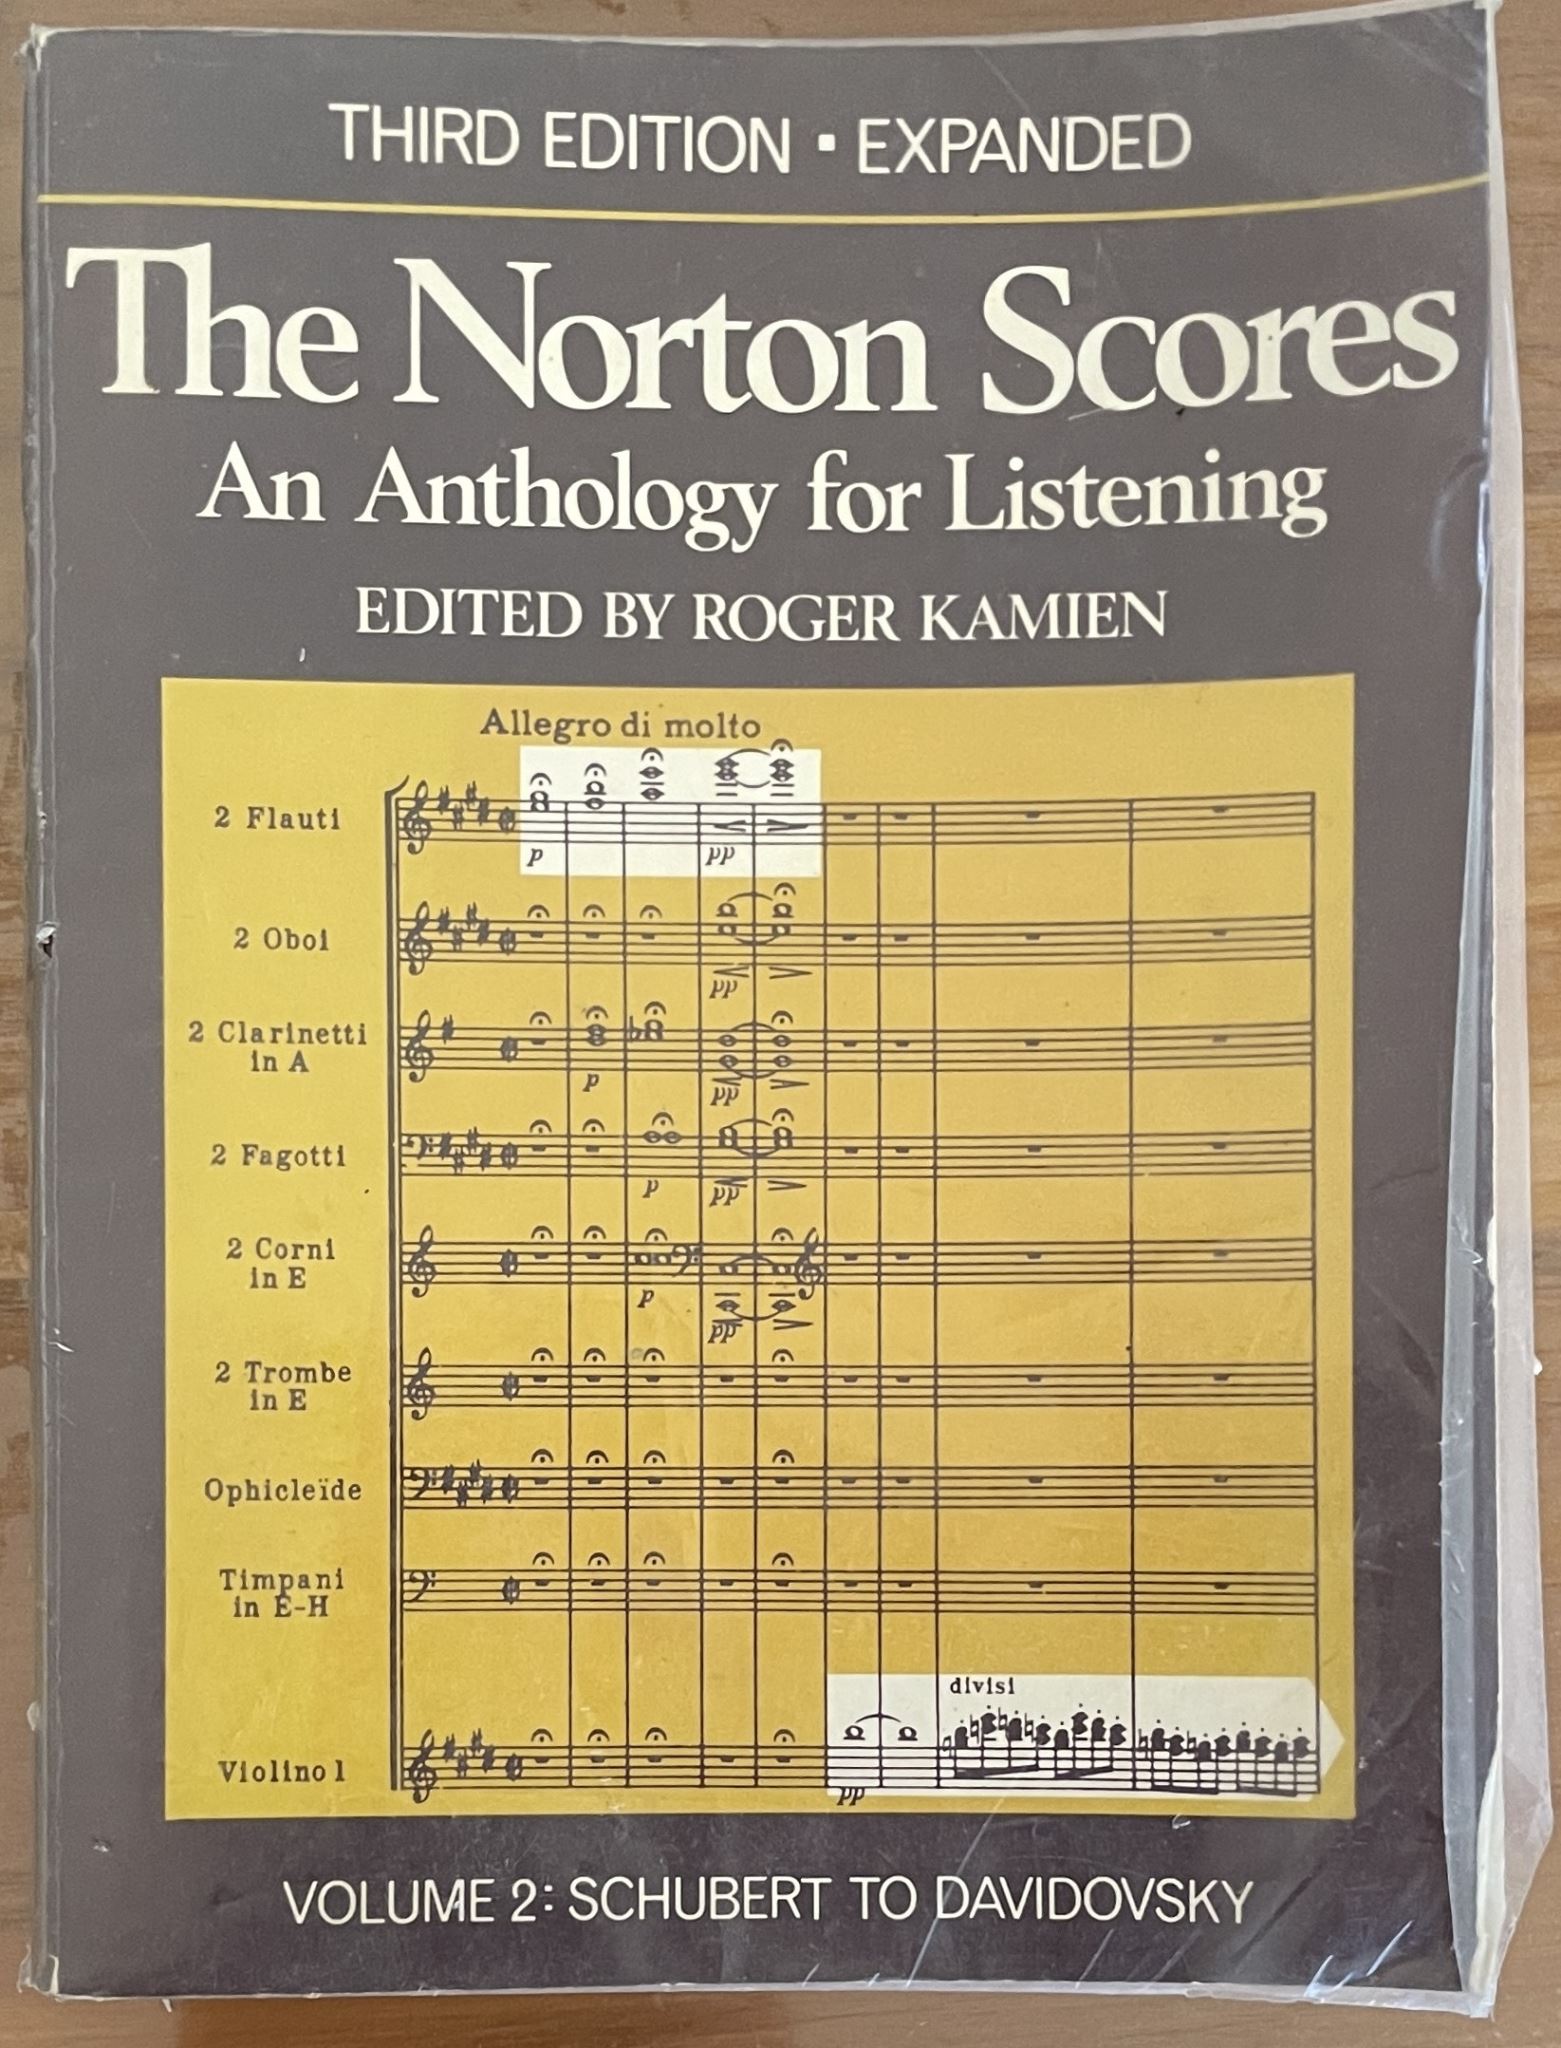 THIRD EDITION ▪ EXPANDED
The Norton Scores
An Anthology for Listening
EDITED BY ROGER KAMIEN
Allegro di molto
2 Flauti
p
pp
2 Oboi
pp
2 Clarinetti
in A
p
pp
2 Fagotti
p
pp
2 Corni
in E
p
pp
2 Trombe
in E
Ophicleïde
Timpani
in E-H
divisi
Violino 1
pp
VOLUME 2: SCHUBERT TO DAVIDOVSKY